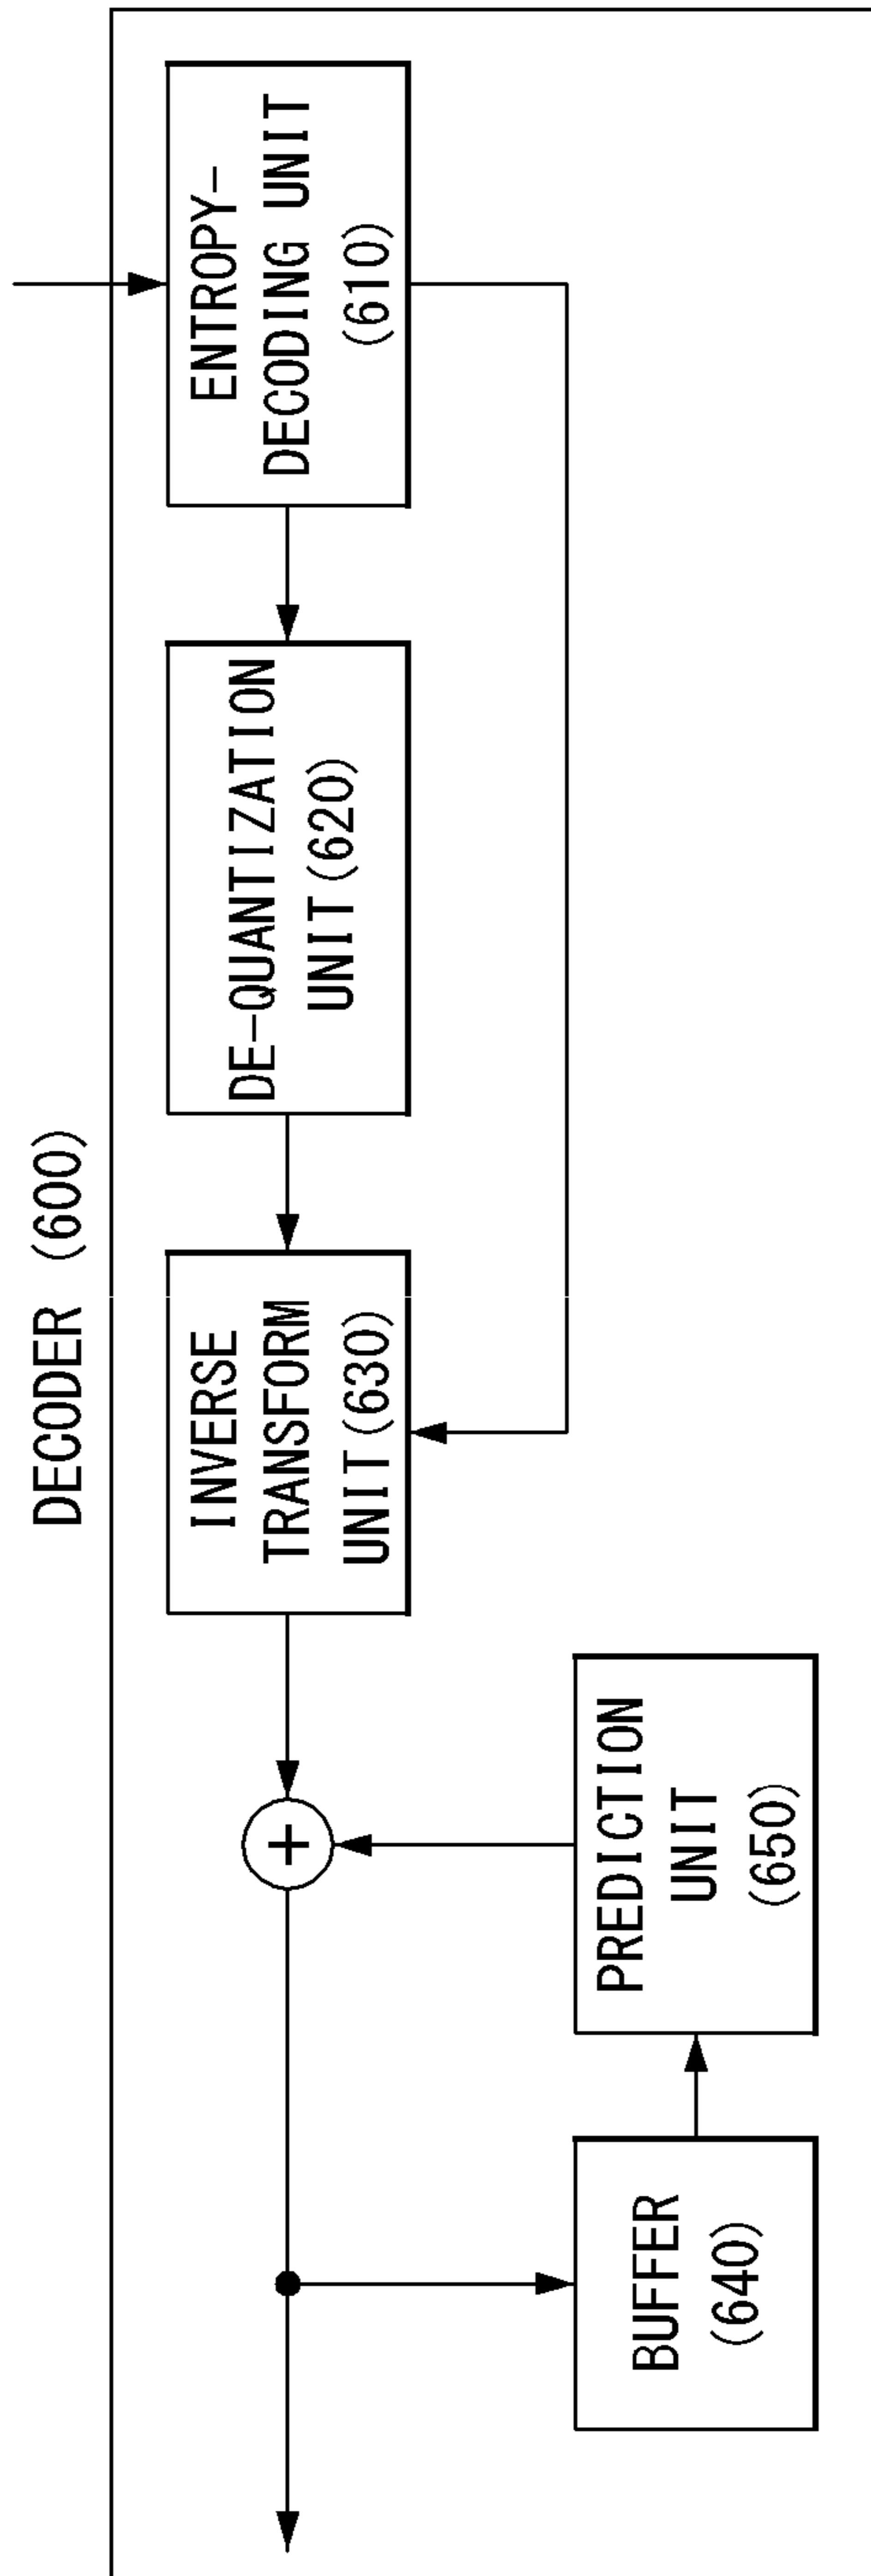 DECODER (600)
ENTROPY-
DECODING UNIT
(610)
DE-QUANTIZATION
UNIT (620)
INVERSE
TRANSFORM
UNIT (630)
+
PREDICTION
UNIT
(650)
BUFFER
(640)